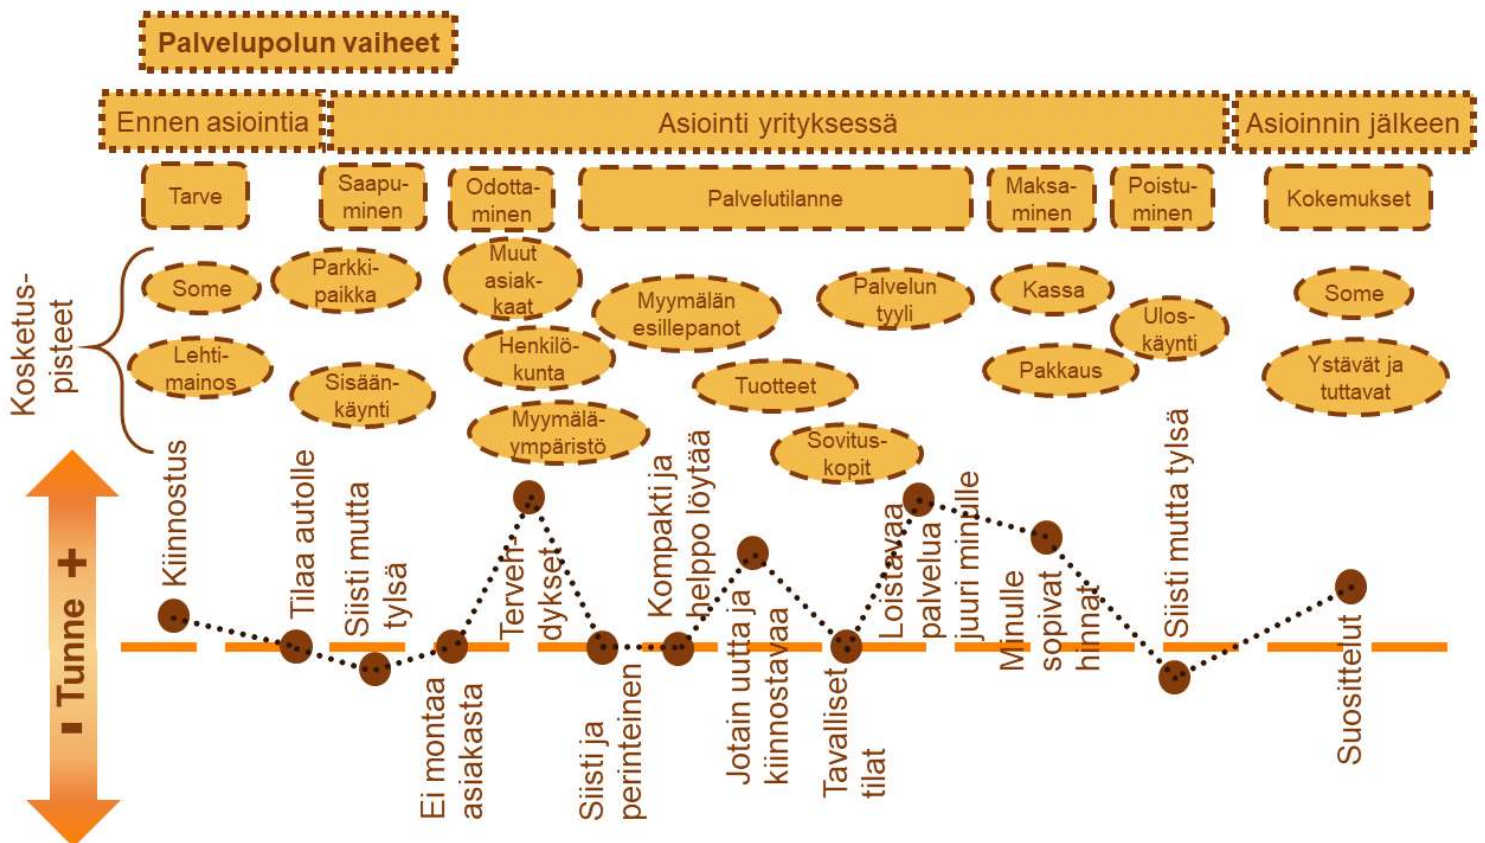 Palvelupolun vaiheet
Ennen asiointia
Asiointi yrityksessä
Asioinnin jälkeen
Tarve
Saapu-
minen
Odotta-
minen
Palvelutilanne
Maksa-
minen
Poistu-
minen
Kokemukset
Kosketus-
pisteet
Some
Lehti-
mainos
Parkki-
paikka
Sisään-
käynti
Muut
asiak-
kaat
Henkilö-
kunta
Myymälä-
ympäristö
Myymälän
esillepanot
Tuotteet
Sovitus-
kopit
Palvelun
tyyli
Kassa
Pakkaus
Ulos-
käynti
Some
Ystävät ja
tuttavat
- Tunne +
Kiinnostus
Tilaa autolle
Siisti mutta
tylsä
Ei montaa
asiakasta
Terveh-
dykset
Siisti ja
perinteinen
Kompakti ja
helppo löytää
Jotain uutta ja
kiinnostavaa
Tavalliset
tilat
Loistavaa
palvelua
juuri minulle
Minulle
sopivat
hinnat
Siisti mutta tylsä
Suosittelut